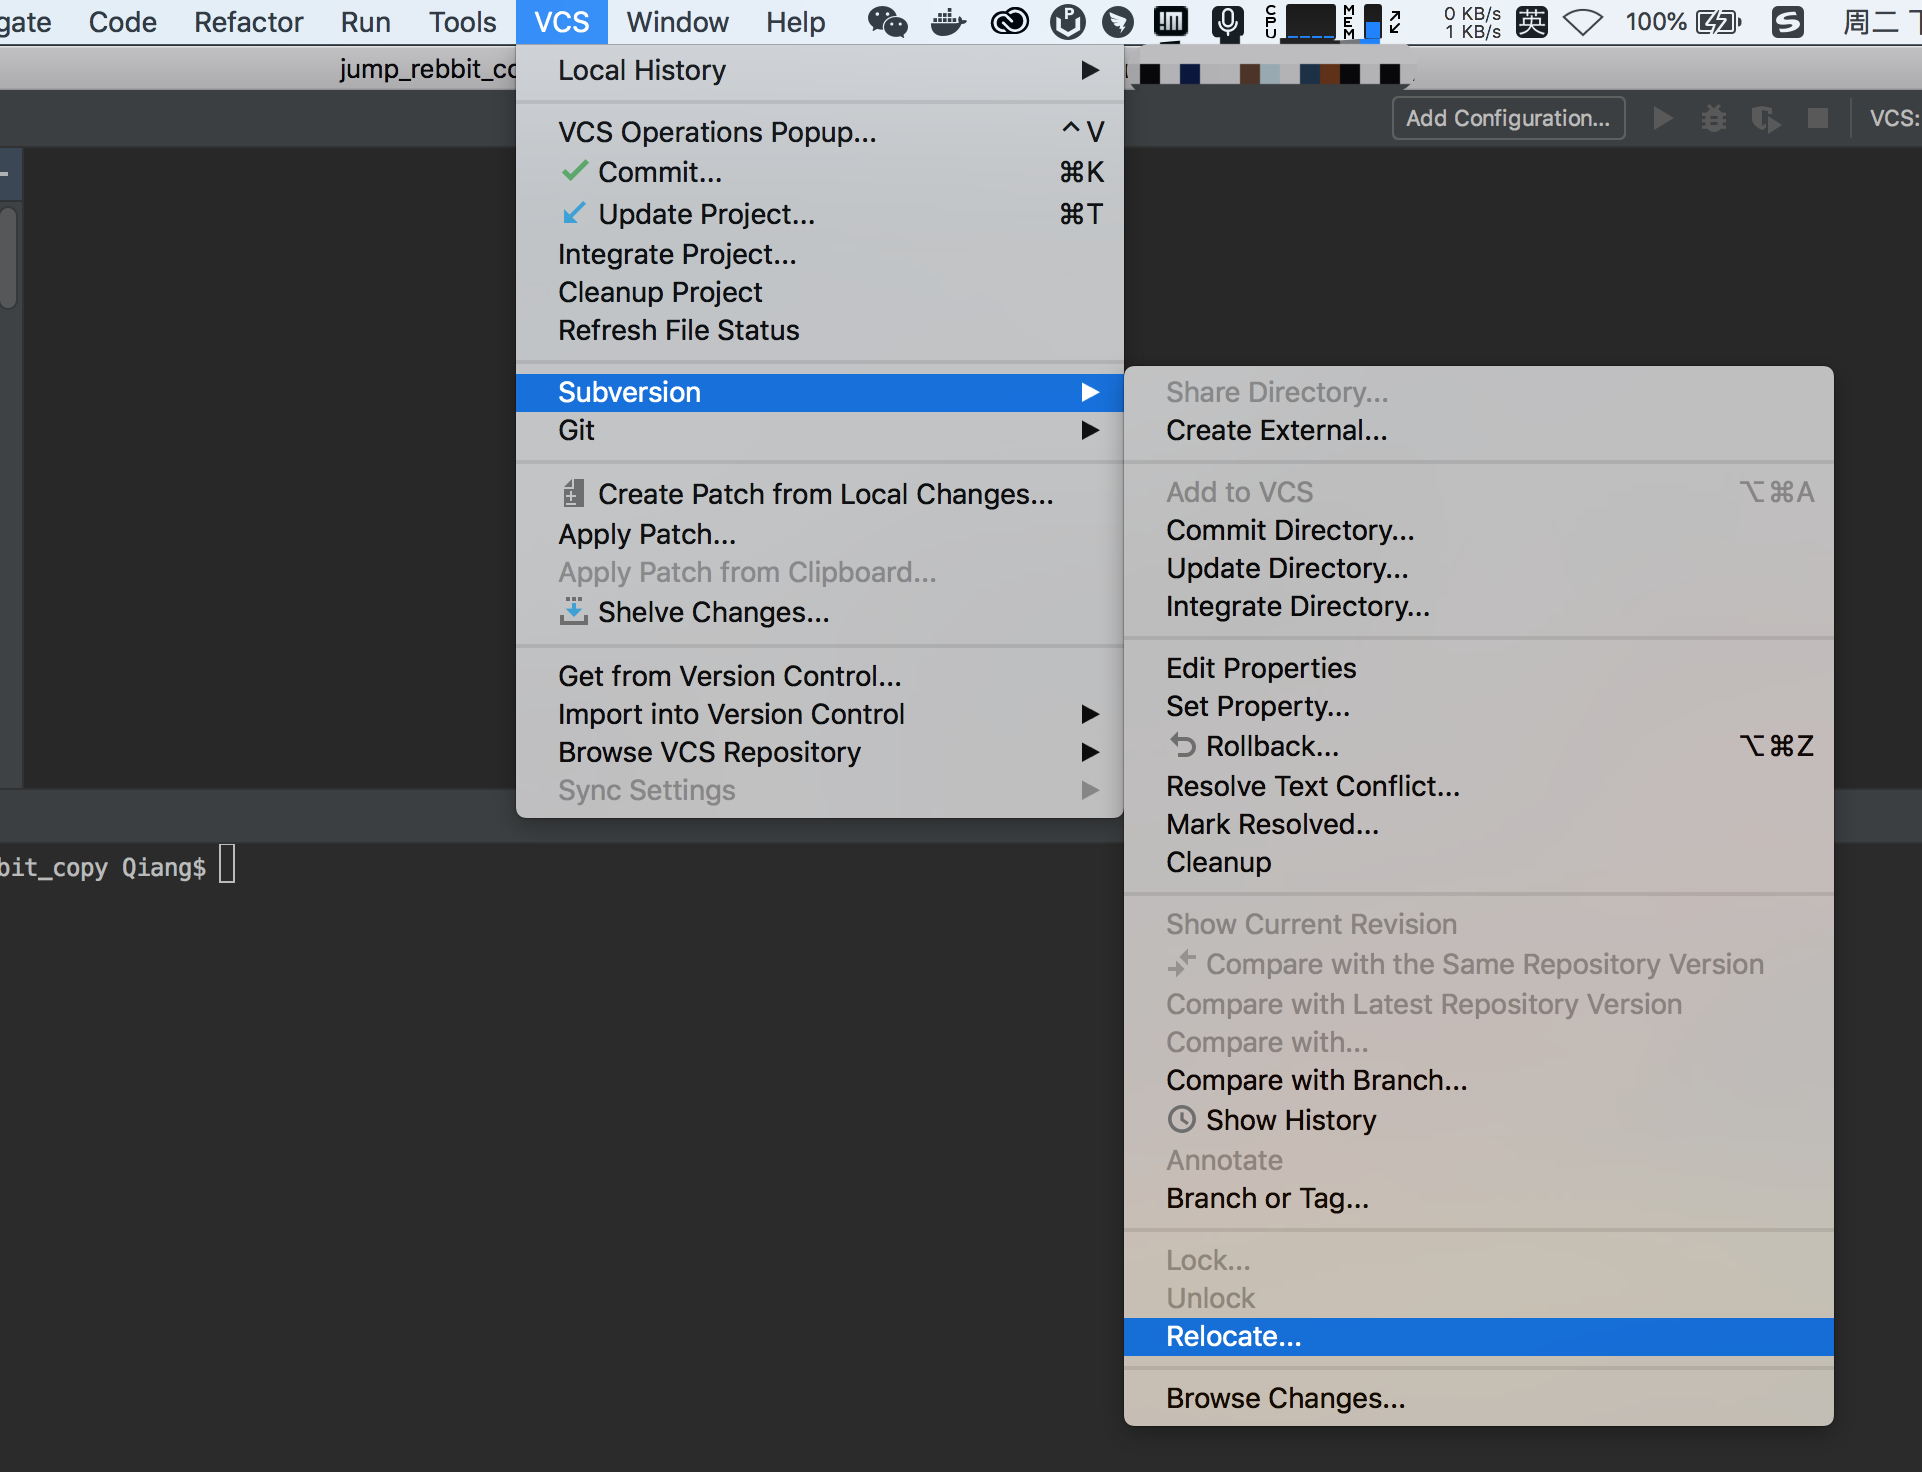 Code Refactor Run Tools VCS Window Help CPU MEM 0 KB/s 1 KB/s 英 100% 周二
jump_rebbit_co
Add Configuration... VCS:
Local History
VCS Operations Popup... ^V
Commit... ⌘K
Update Project... ⌘T
Integrate Project...
Cleanup Project
Refresh File Status
Subversion
Git
Create Patch from Local Changes...
Apply Patch...
Apply Patch from Clipboard...
Shelve Changes...
Get from Version Control...
Import into Version Control
Browse VCS Repository
Sync Settings
Share Directory...
Create External...
Add to VCS ⌥⌘A
Commit Directory...
Update Directory...
Integrate Directory...
Edit Properties
Set Property...
Rollback... ⌥⌘Z
Resolve Text Conflict...
Mark Resolved...
Cleanup
Show Current Revision
Compare with the Same Repository Version
Compare with Latest Repository Version
Compare with...
Compare with Branch...
Show History
Annotate
Branch or Tag...
Lock...
Unlock
Relocate...
Browse Changes...
bit_copy Qiang$